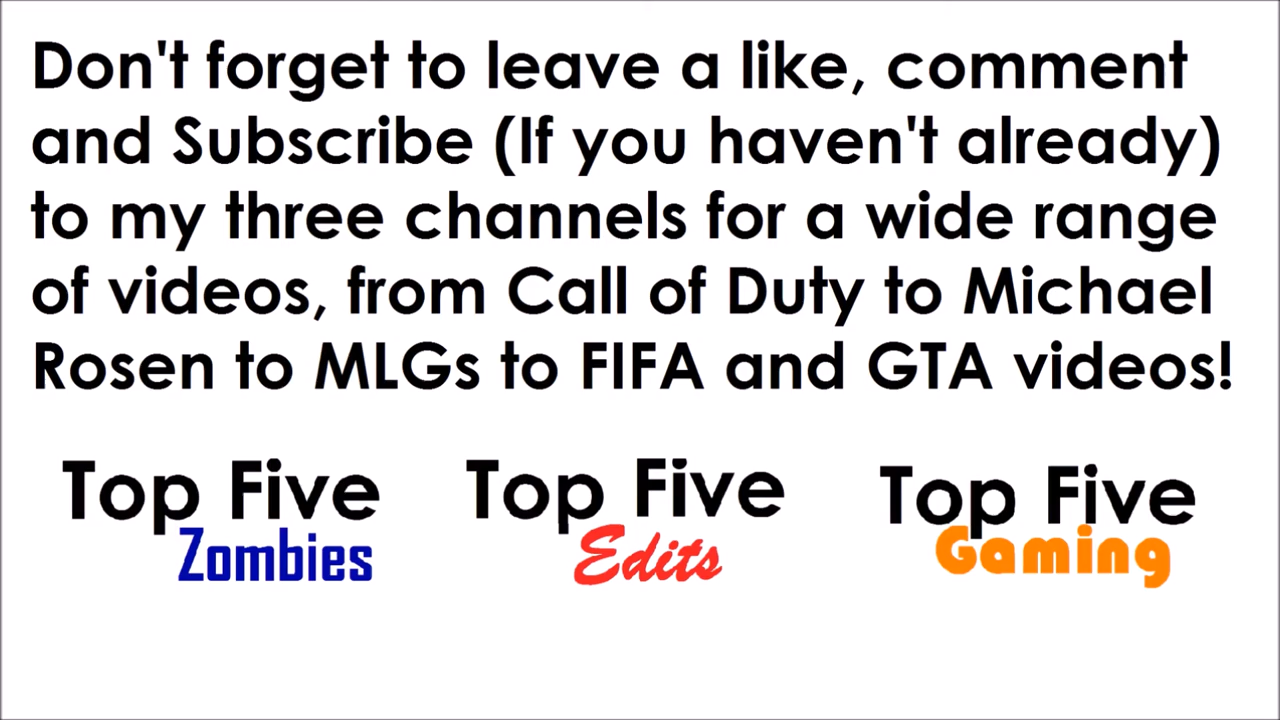 Don't forget to leave a like, comment
and Subscribe (If you haven't already)
to my three channels for a wide range
of videos, from Call of Duty to Michael
Rosen to MLGs to FIFA and GTA videos!
Top Five Top Five Top Five
Zombies Edits Gaming